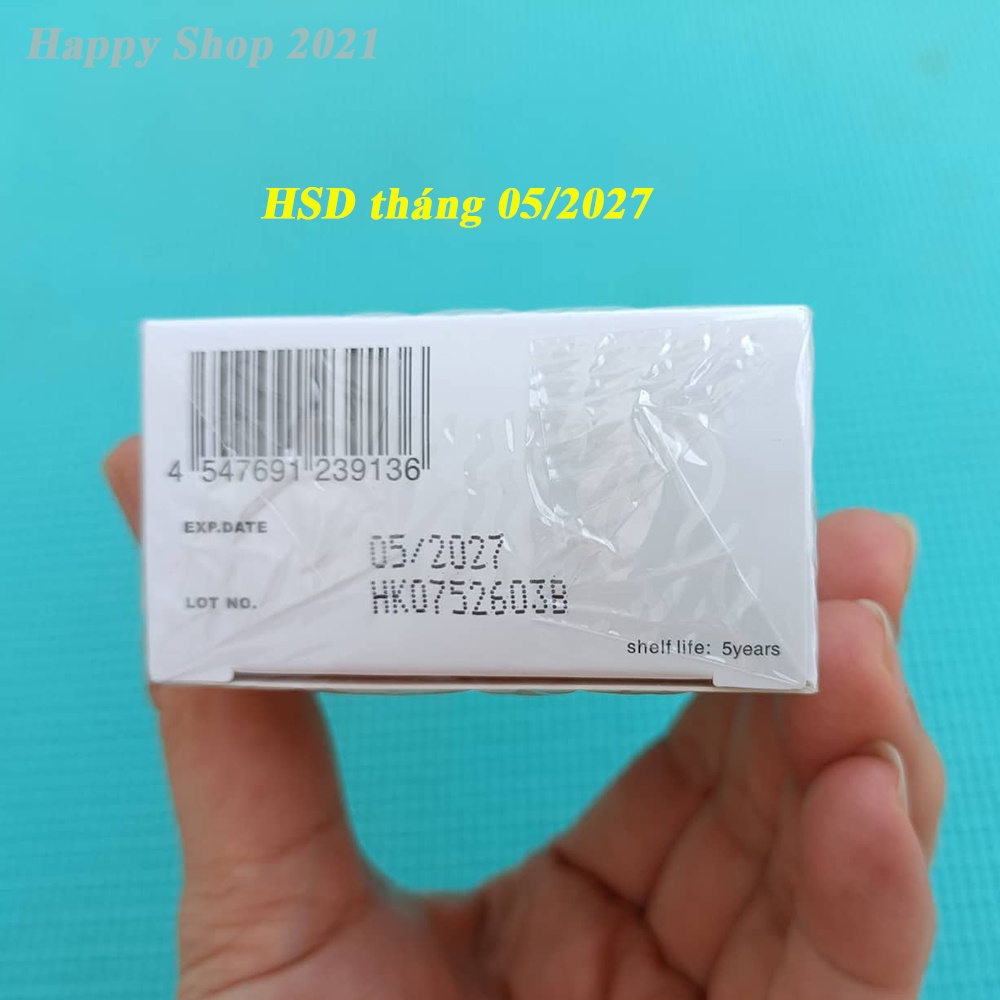 Happy Shop 2021
HSD tháng 05/2027
4 547691 239136
EXP.DATE
05/2027
LOT NO.
HK0752603B
shelf life: 5years